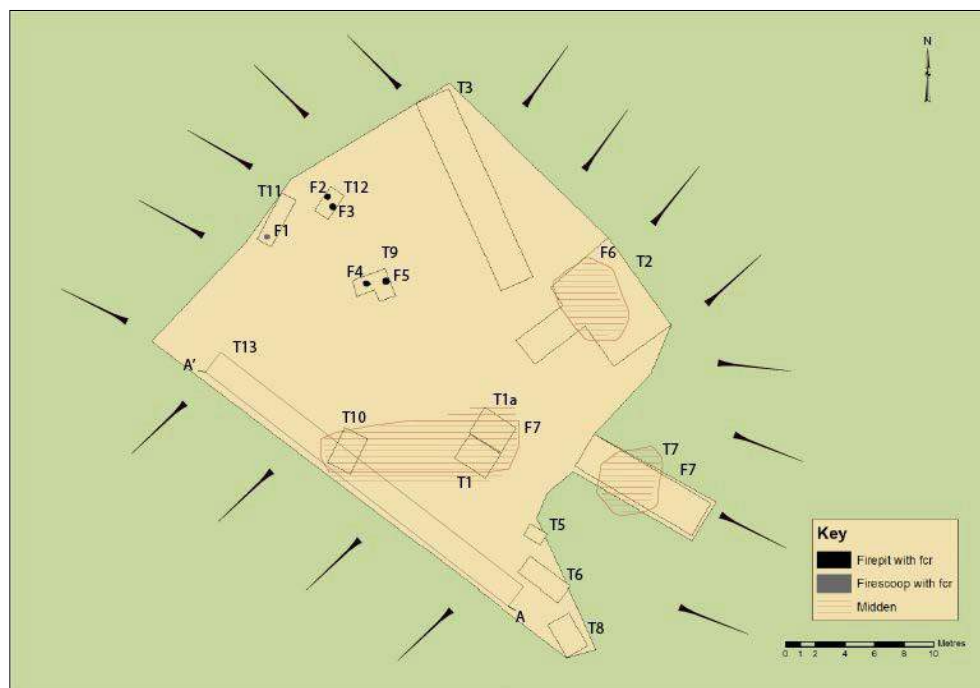 N
T3
T11
F2
T12
F3
F1
T9
F4
F5
F6
T2
T13
A'
T10
T1a
F7
T1
T7
F7
T5
T6
A
T8
Key
Firepit with fcr
Firescoop with fcr
Midden
Metres
0 1 2 4 6 8 10